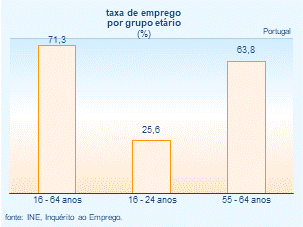 taxa de emprego
por grupo etário
(%)
Portugal
71,3
25,6
63,8
16 - 64 anos
16 - 24 anos
55 - 64 anos
fonte: INE, Inquérito ao Emprego.